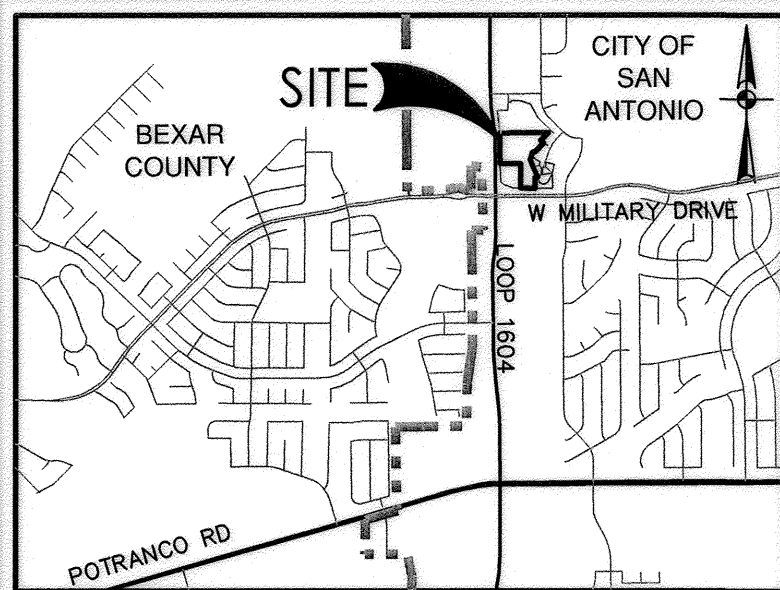 CITY OF
SAN
ANTONIO
SITE
BEXAR
COUNTY
W MILITARY DRIVE
LOOP 1604
POTRANCO RD